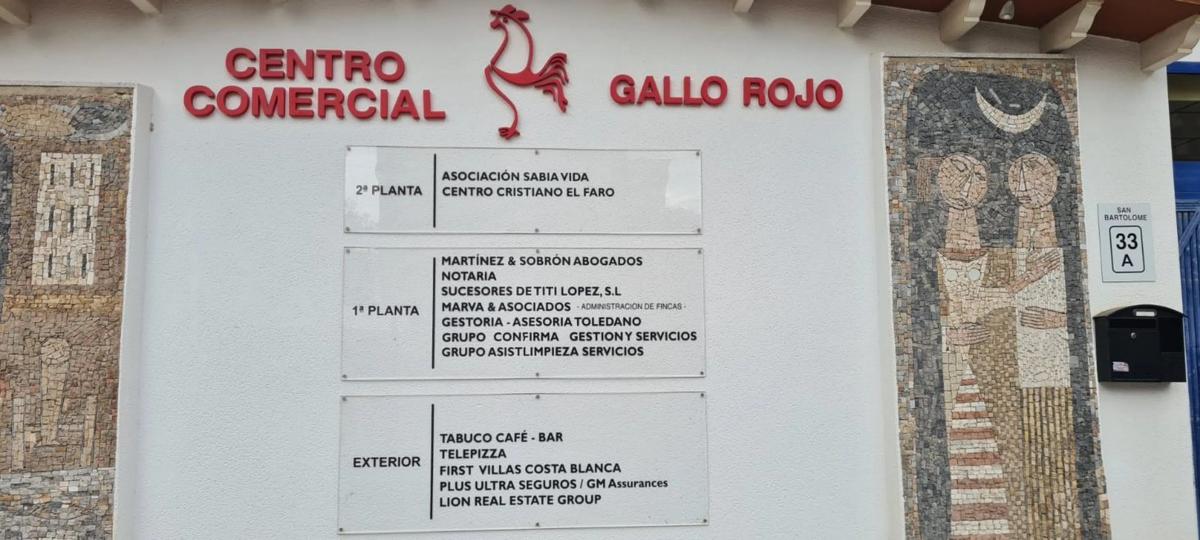 CENTRO
COMERCIAL
GALLO ROJO
2ª PLANTA
ASOCIACIÓN SABIA VIDA
CENTRO CRISTIANO EL FARO
1ª PLANTA
MARTÍNEZ & SOBRÓN ABOGADOS
NOTARIA
SUCESORES DE TITI LOPEZ, S.L
MARVA & ASOCIADOS - ADMINISTRACION DE FINCAS -
GESTORIA - ASESORIA TOLEDANO
GRUPO CONFIRMA GESTION Y SERVICIOS
GRUPO ASISTLIMPIEZA SERVICIOS
EXTERIOR
TABUCO CAFÉ - BAR
TELEPIZZA
FIRST VILLAS COSTA BLANCA
PLUS ULTRA SEGUROS / GM Assurances
LION REAL ESTATE GROUP
SAN
BARTOLOME
33
A